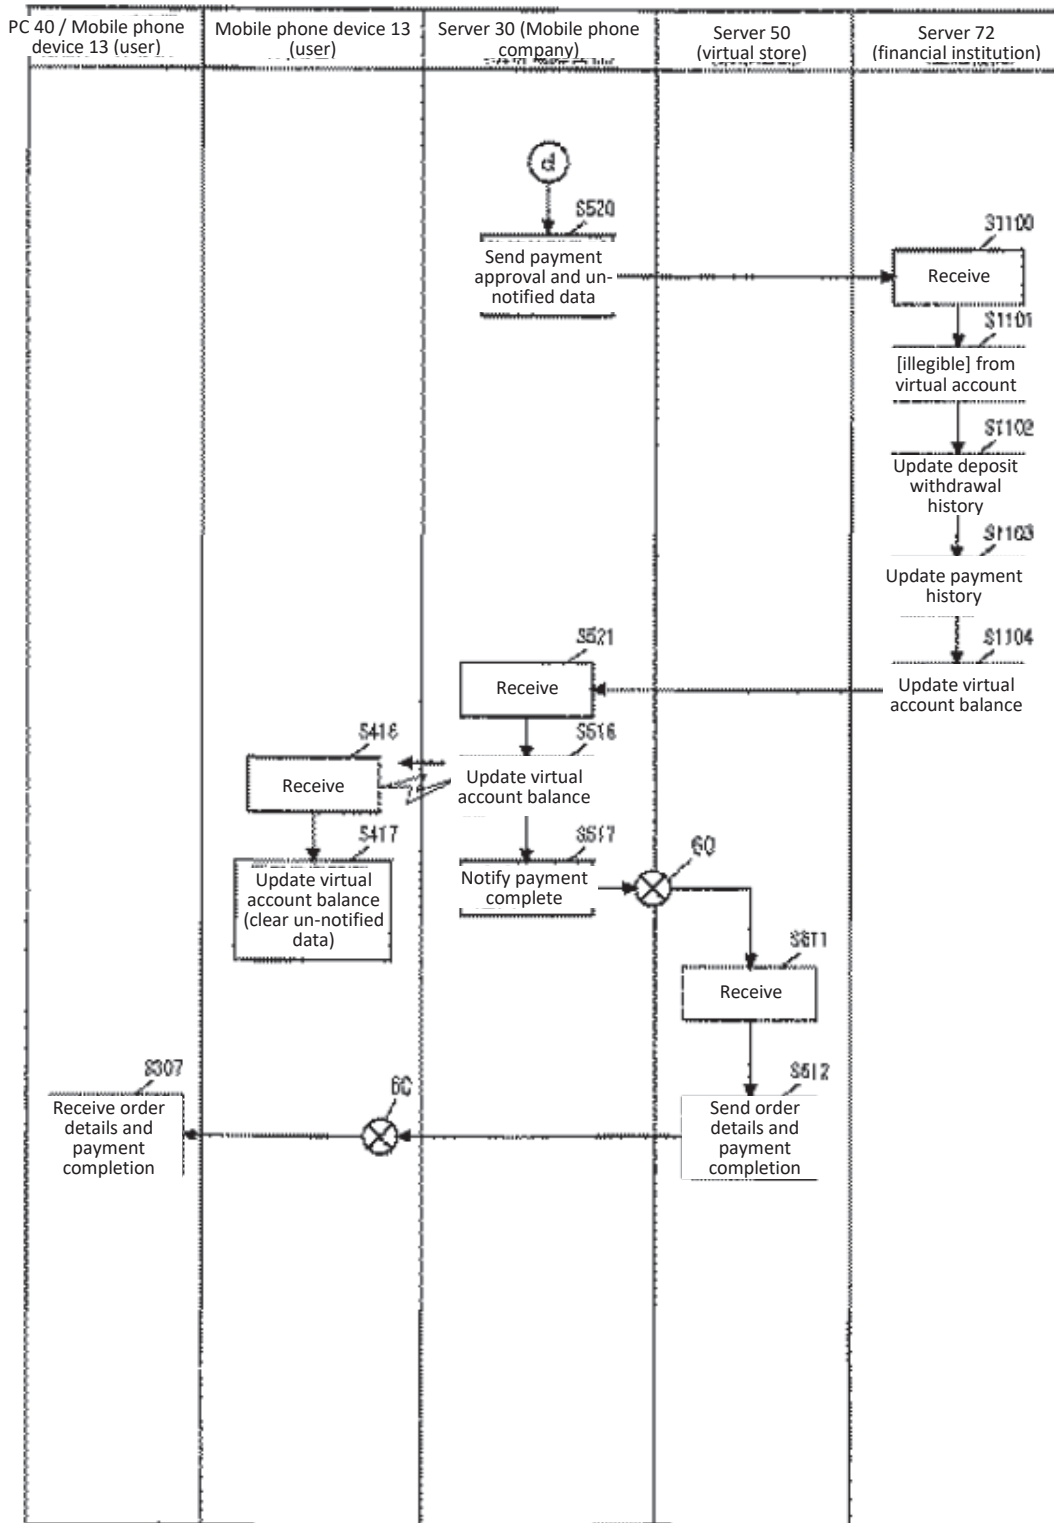 PC 40 / Mobile phone
device 13 (user)
Mobile phone device 13
(user)
Server 30 (Mobile phone
company)
Server 50
(virtual store)
Server 72
(financial institution)
d
S520
Send payment
approval and un-
notified data
S1100
Receive
S1101
[illegible] from
virtual account
S1102
Update deposit
withdrawal
history
S1103
Update payment
history
S1104
Update virtual
account balance
S521
Receive
S416
Receive
S516
Update virtual
account balance
S417
Update virtual
account balance
(clear un-notified
data)
S517
Notify payment
complete
60
S611
Receive
S307
Receive order
details and
payment
completion
60
S612
Send order
details and
payment
completion